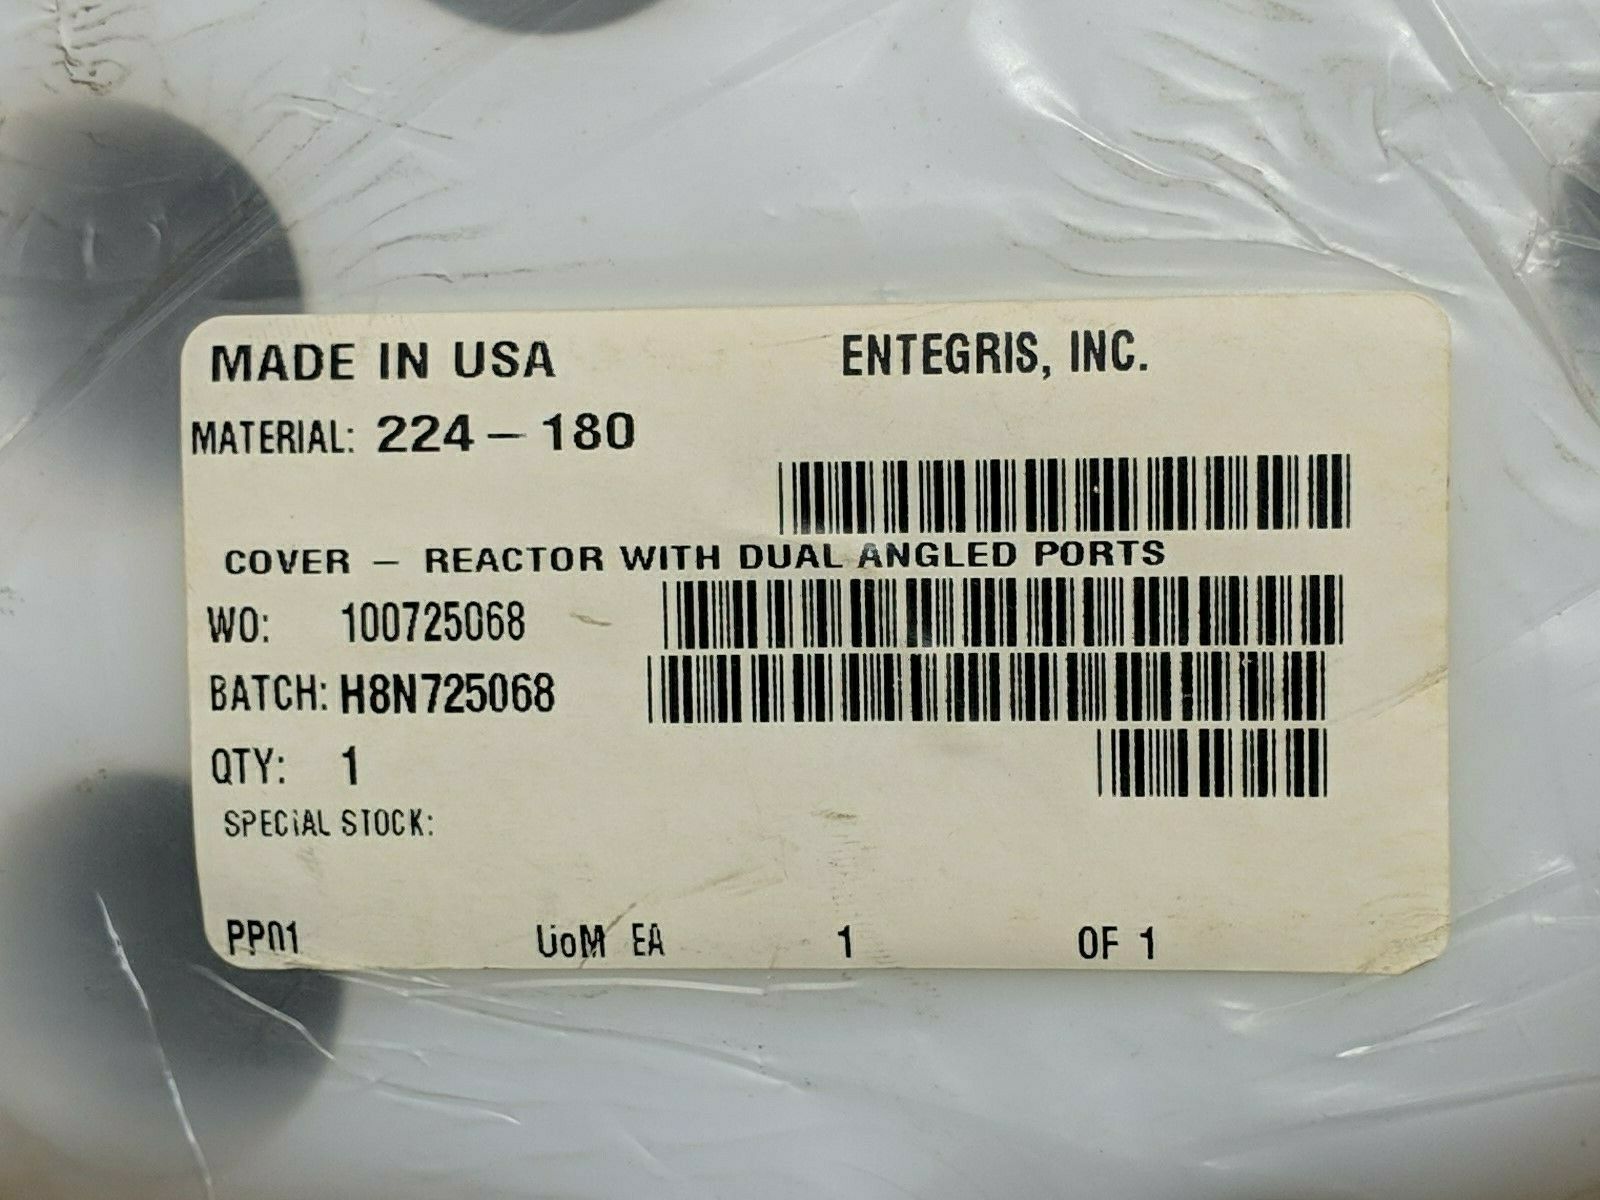 MADE IN USA ENTEGRIS, INC.
MATERIAL: 224 - 180
COVER - REACTOR WITH DUAL ANGLED PORTS
WO: 100725068
BATCH: H8N725068
QTY: 1
SPECIAL STOCK:
PP01 UoM EA 1 OF 1